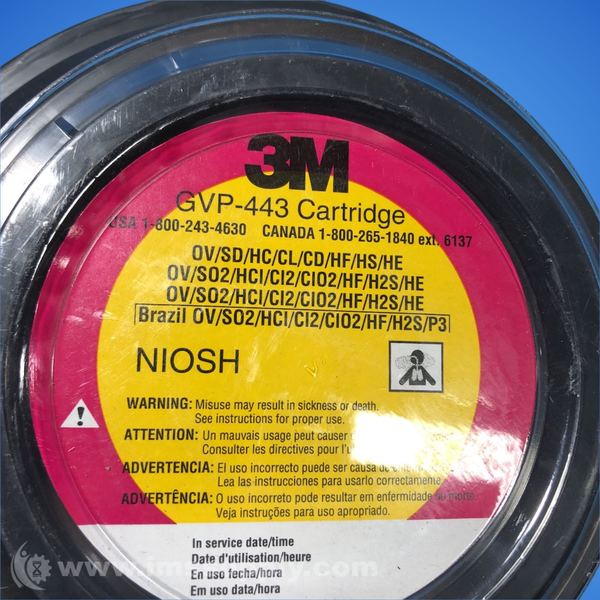 3M
GVP-443 Cartridge
USA 1-800-243-4630 CANADA 1-800-265-1840 ext. 6137
OV/SD/HC/CL/CD/HF/HS/HE
OV/SO2/HCl/Cl2/ClO2/HF/H2S/HE
OV/SO2/HCl/Cl2/ClO2/HF/H2S/HE
Brazil OV/SO2/HCl/Cl2/ClO2/HF/H2S/P3
NIOSH
WARNING: Misuse may result in sickness or death.
See instructions for proper use.
ATTENTION: Un mauvais usage peut causer
Consulter les directives pour
ADVERTENCIA: El uso incorrecto puede ser causa de enfermedad
Lea las instrucciones para usarlo correctamente.
ADVERTÊNCIA: O uso incorreto pode resultar em enfermidade ou morte.
Veja instruções para uso apropriado.
In service date/time
Date d'utilisation/heure
En uso fecha/hora
Em uso data/hora